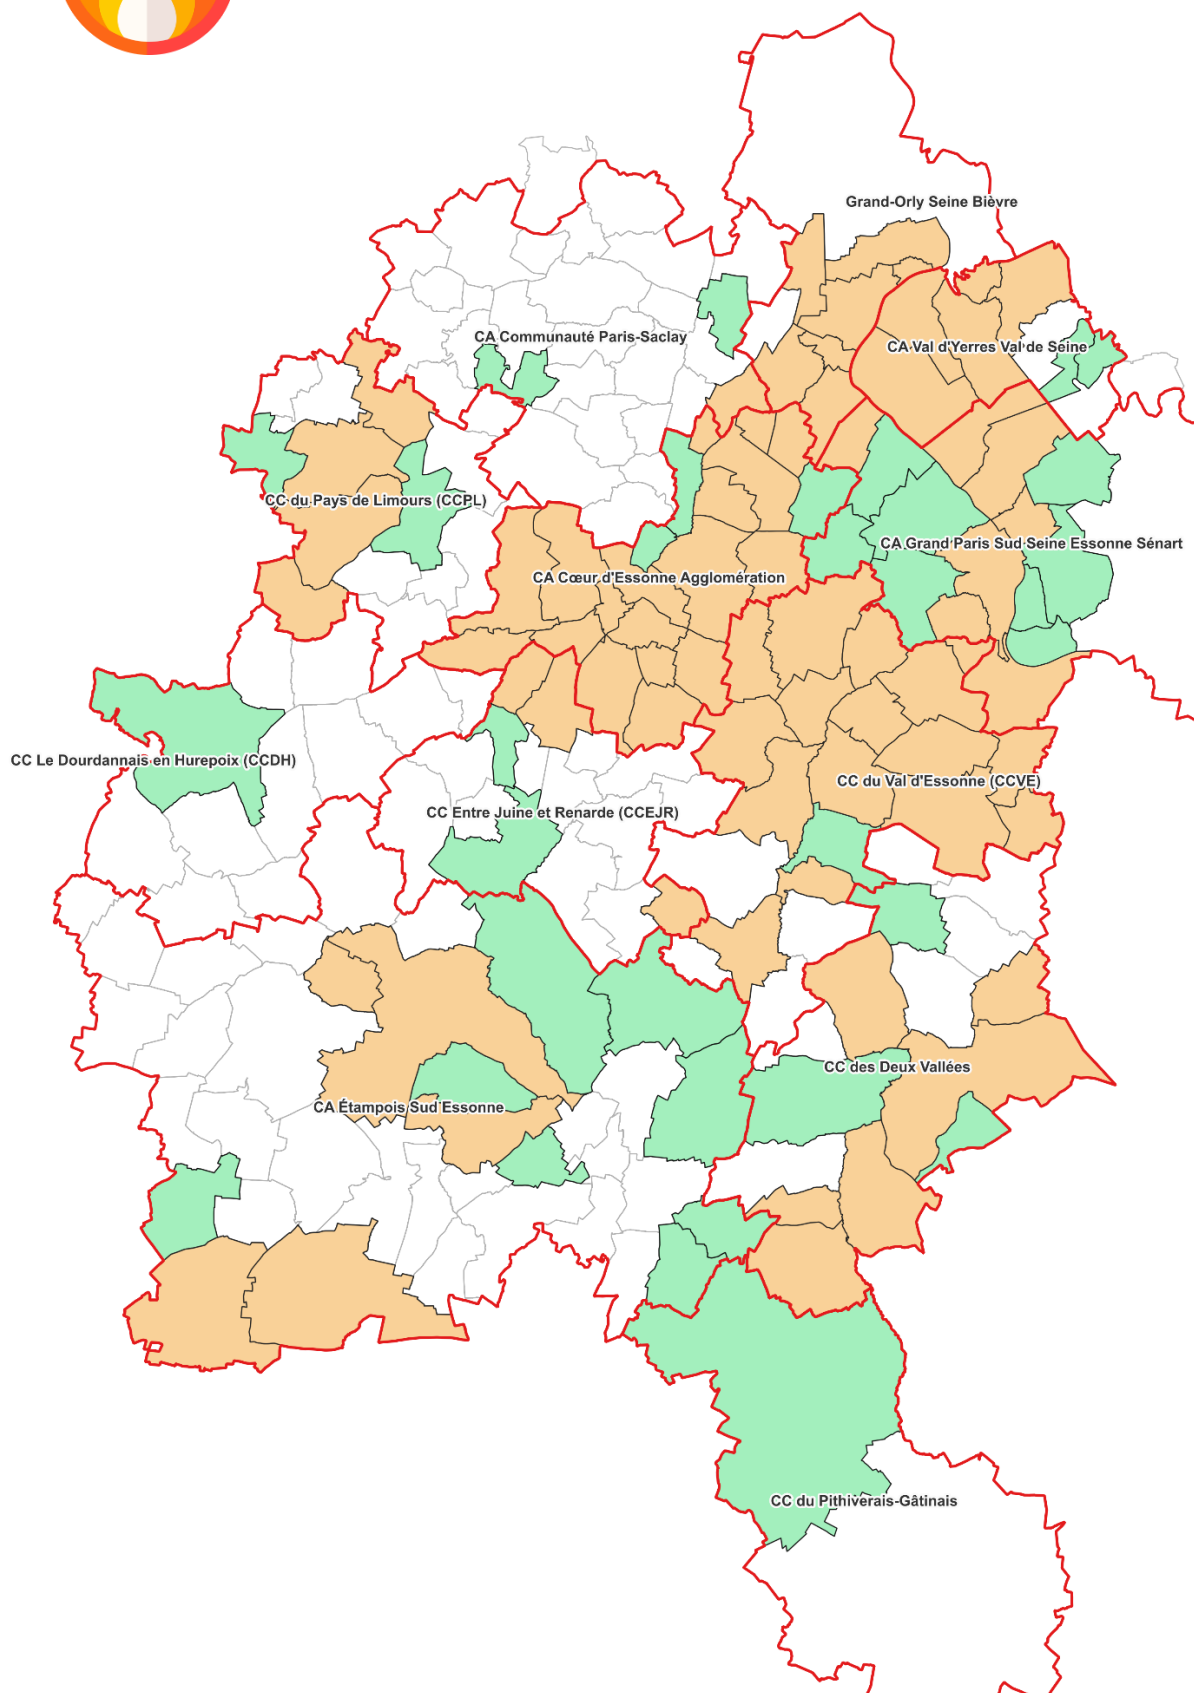 Grand-Orly Seine Bièvre
CA Communauté Paris-Saclay
CA Val d'Yerres Val de Seine
CC du Pays de Limours (CCPL)
CA Grand Paris Sud Seine Essonne Sénart
CA Cœur d'Essonne Agglomération
CC Le Dourdannais en Hurepoix (CCDH)
CC du Val d'Essonne (CCVE)
CC Entre Juine et Renarde (CCEJR)
CC des Deux Vallées
CA Étampois Sud Essonne
CC du Pithiverais-Gâtinais